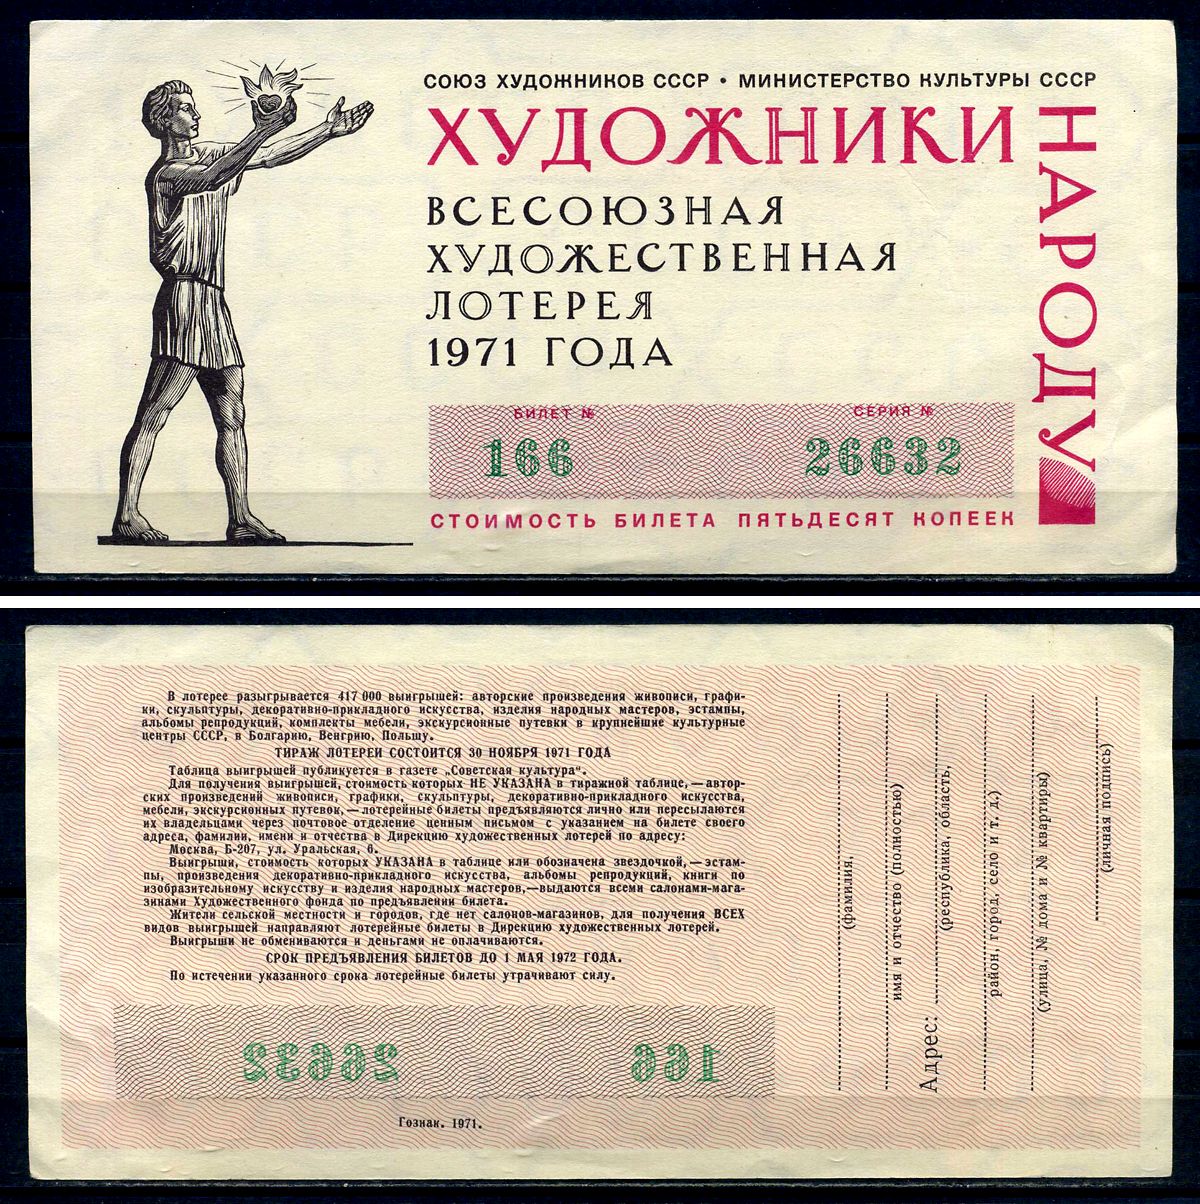 СОЮЗ ХУДОЖНИКОВ СССР • МИНИСТЕРСТВО КУЛЬТУРЫ СССР
ХУДОЖНИКИ
НАРОДУ
ВСЕСОЮЗНАЯ
ХУДОЖЕСТВЕННАЯ
ЛОТЕРЕЯ
1971 ГОДА
БИЛЕТ № СЕРИЯ №
166 26632
СТОИМОСТЬ БИЛЕТА ПЯТЬДЕСЯТ КОПЕЕК
В лотерее разыгрывается 417 000 выигрышей: авторские произведения живописи, графи-
ки, скульптуры, декоративно-прикладного искусства, изделия народных мастеров, эстампы,
альбомы репродукций, комплекты мебели, экскурсионные путевки в крупнейшие культурные
центры СССР, в Болгарию, Венгрию, Польшу.
ТИРАЖ ЛОТЕРЕИ СОСТОИТСЯ 30 НОЯБРЯ 1971 ГОДА
Таблица выигрышей публикуется в газете „Советская культура“.
Для получения выигрышей, стоимость которых НЕ УКАЗАНА в тиражной таблице, — автор-
ских произведений живописи, графики, скульптуры, декоративно-прикладного искусства,
мебели, экскурсионных путевок, — лотерейные билеты предъявляются лично или пересылаются
их владельцами через почтовое отделение ценным письмом с указанием на билете своего
адреса, фамилии, имени и отчества в Дирекцию художественных лотерей по адресу:
Москва, Б-207, ул. Уральская, 6.
Выигрыши, стоимость которых УКАЗАНА в таблице или обозначена звездочкой, — эстам-
пы, произведения декоративно-прикладного искусства, альбомы репродукций, книги по
изобразительному искусству и изделия народных мастеров, — выдаются всеми салонами-мага-
зинами Художественного фонда по предъявлении билета.
Жители сельской местности и городов, где нет салонов-магазинов, для получения ВСЕХ
видов выигрышей направляют лотерейные билеты в Дирекцию художественных лотерей.
Выигрыши не обмениваются и деньгами не оплачиваются.
СРОК ПРЕДЪЯВЛЕНИЯ БИЛЕТОВ ДО 1 МАЯ 1972 ГОДА.
По истечении указанного срока лотерейные билеты утрачивают силу.
26632 166
Гознак. 1971.
(фамилия,
имя и отчество (полностью)
Адрес:
(республика, область,
район, город, село и т. д.)
(улица, № дома и № квартиры)
(личная подпись)